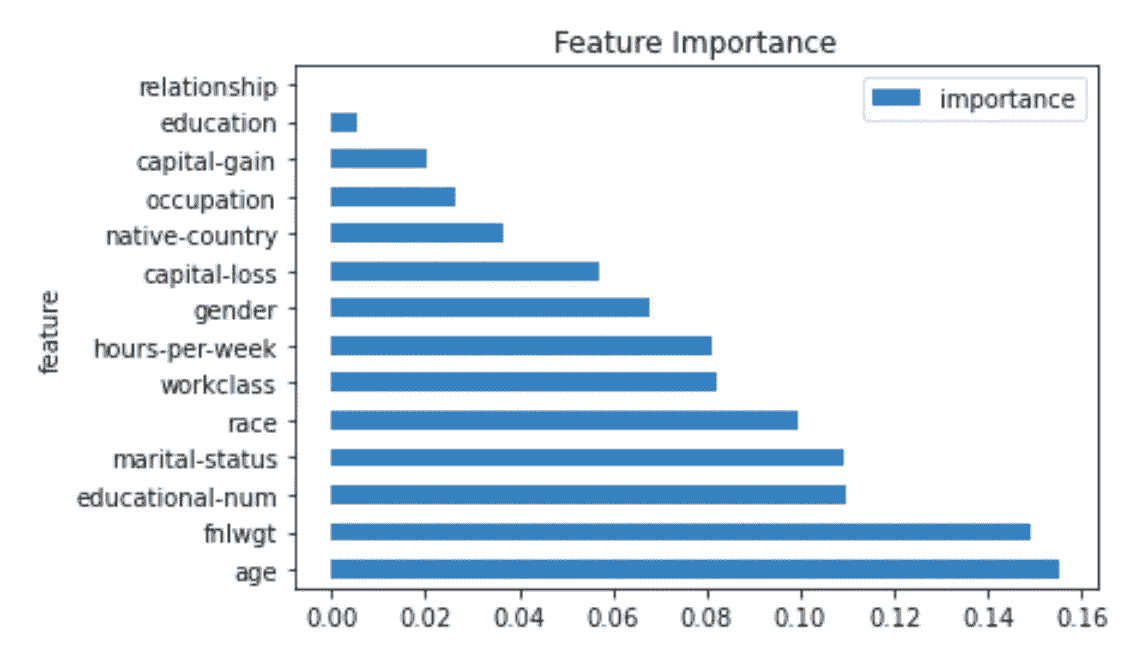 Feature Importance
importance
relationship
education
capital-gain
occupation
native-country
capital-loss
gender
hours-per-week
workclass
race
marital-status
educational-num
fnlwgt
age
feature
0.00 0.02 0.04 0.06 0.08 0.10 0.12 0.14 0.16